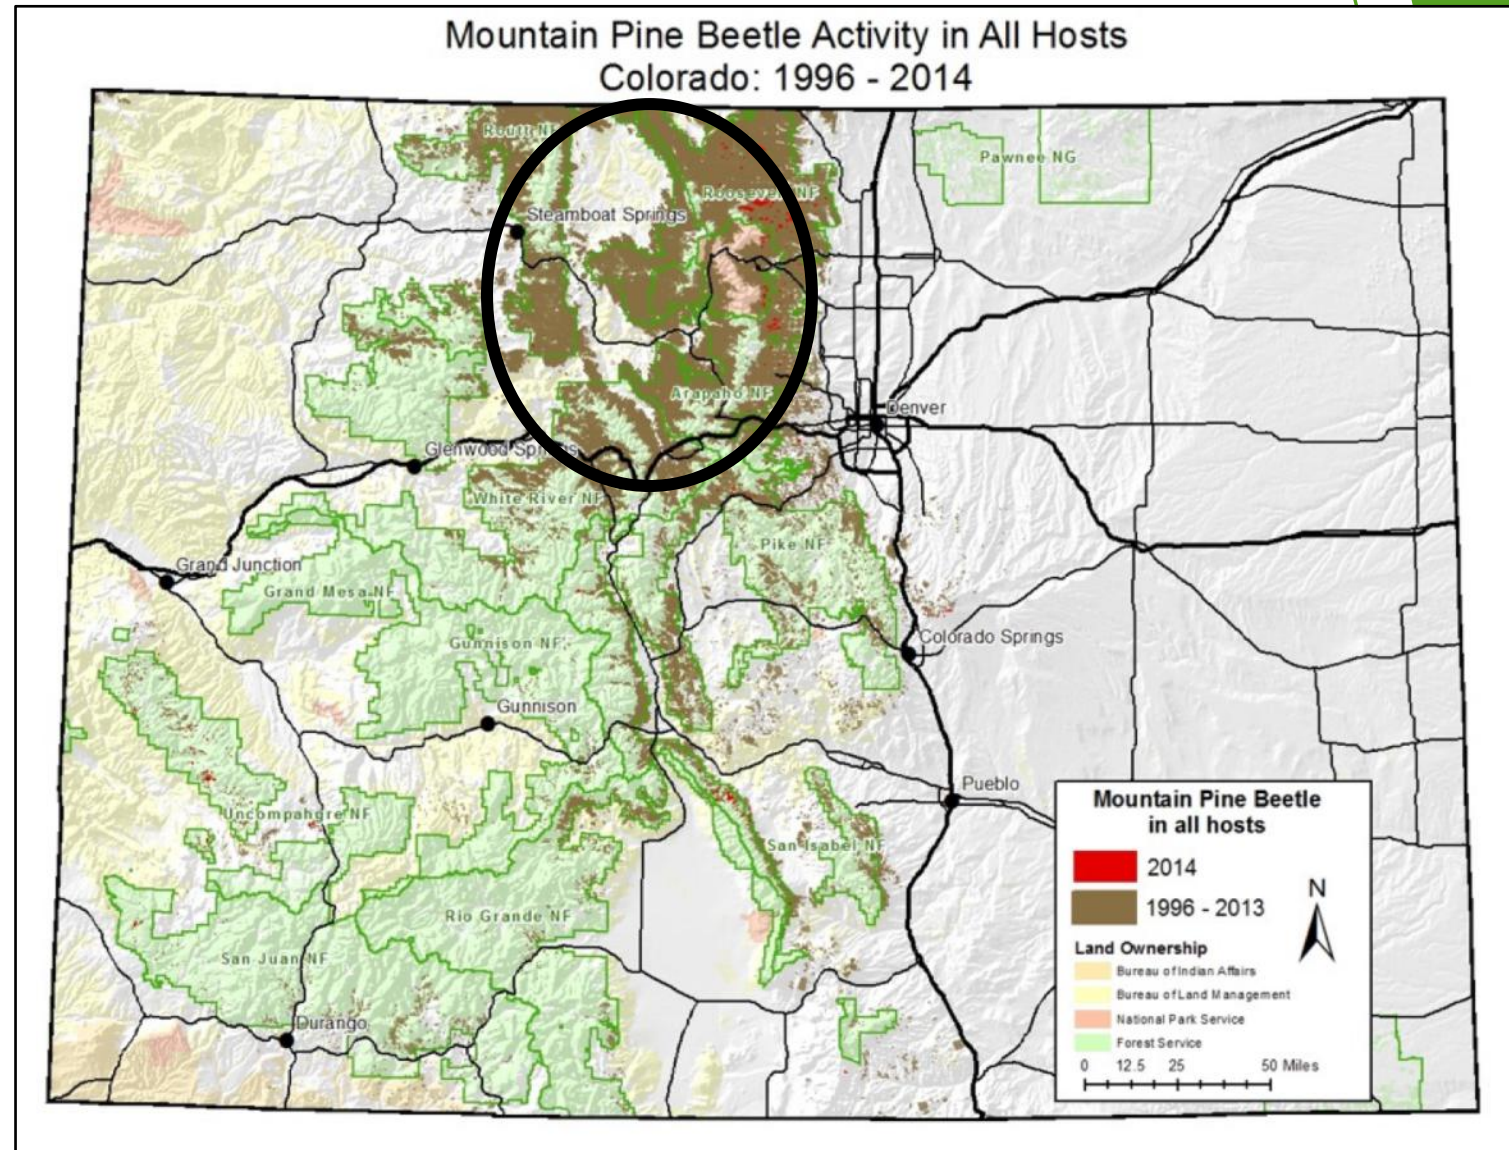 Mountain Pine Beetle Activity in All Hosts
Colorado: 1996 - 2014
Routt NF
Pawnee NG
Roosevelt NF
Steamboat Springs
Arapaho NF
Denver
Glenwood Springs
White River NF
Pike NF
Grand Junction
Grand Mesa NF
Colorado Springs
Gunnison NF
Gunnison
Pueblo
Uncompahgre NF
San Isabel NF
Rio Grande NF
San Juan NF
Durango
Mountain Pine Beetle
in all hosts
2014
1996 - 2013
N
Land Ownership
Bureau of Indian Affairs
Bureau of Land Management
National Park Service
Forest Service
0 12.5 25 50 Miles